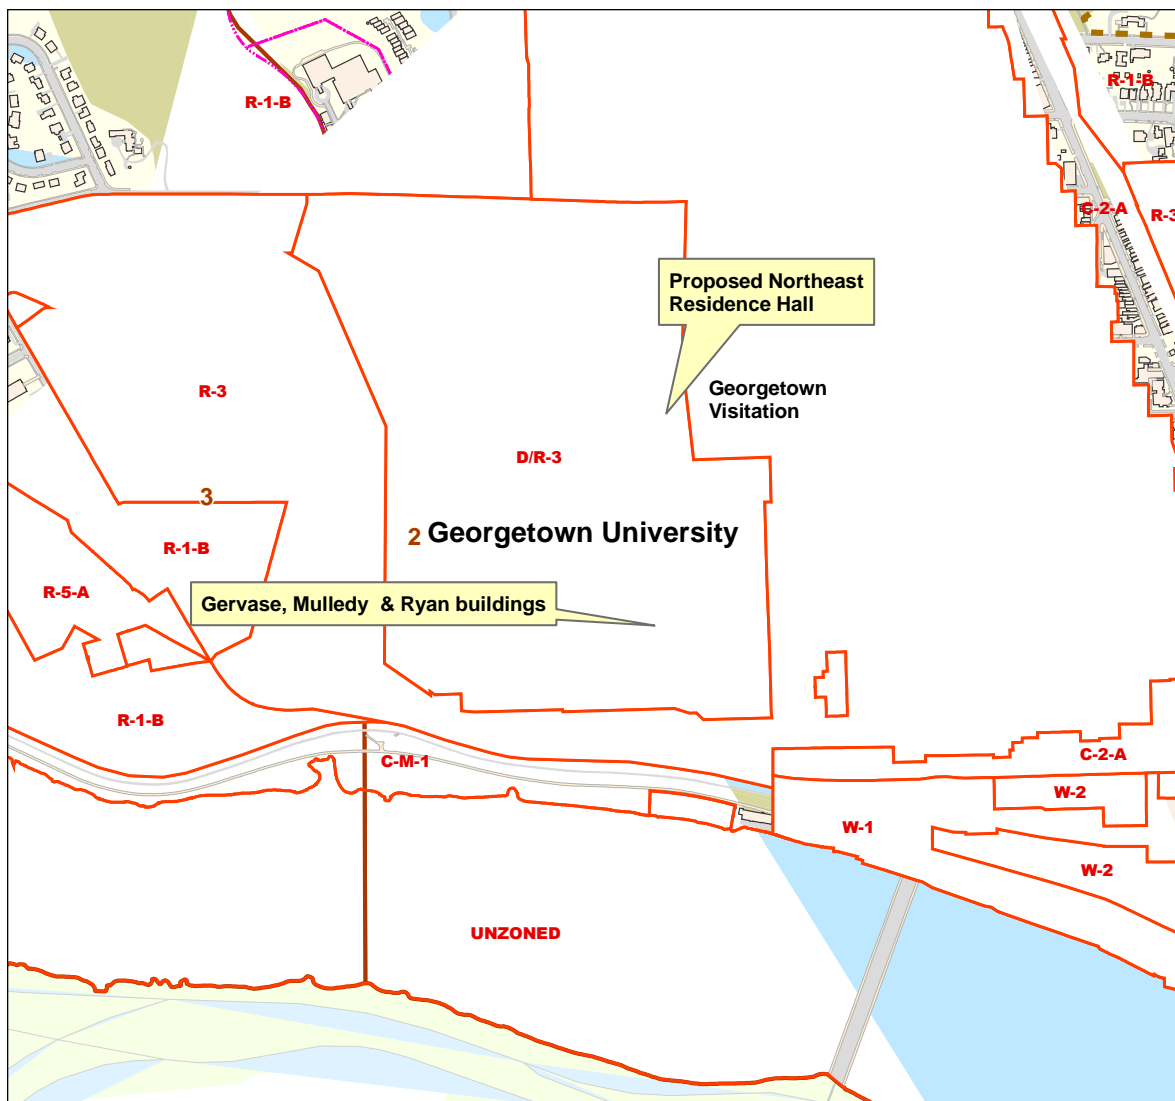 R-1-B
R-1-B
C-2-A
R-3
Proposed Northeast
Residence Hall
R-3
Georgetown
Visitation
D/R-3
3
2 Georgetown University
R-1-B
R-5-A
Gervase, Mulledy & Ryan buildings
R-1-B
C-M-1
C-2-A
W-2
W-1
W-2
UNZONED